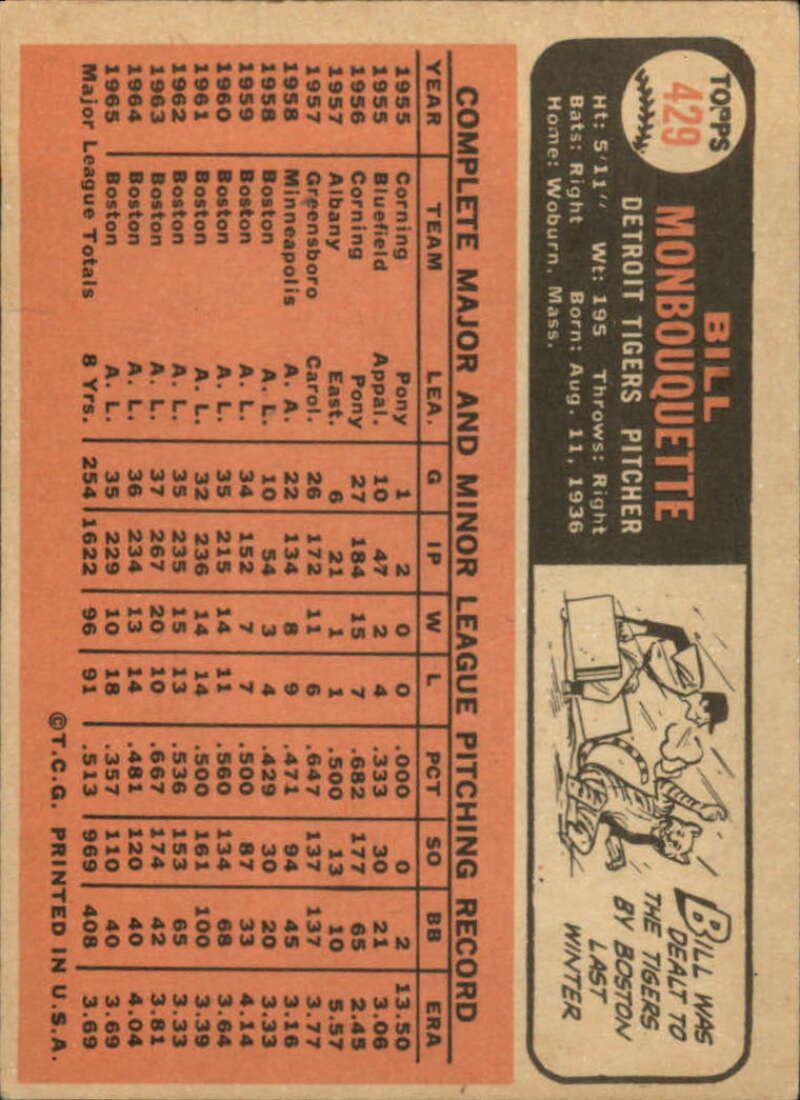 TOPPS
429
BILL
MONBOUQUETTE
DETROIT TIGERS PITCHER
Ht: 5'11" Wt: 195 Throws: Right
Bats: Right Born: Aug. 11, 1936
Home: Woburn, Mass.
BILL WAS
DEALT TO
THE TIGERS
BY BOSTON
LAST
WINTER
COMPLETE MAJOR AND MINOR LEAGUE PITCHING RECORD
YEAR TEAM LEA. G IP W L PCT SO BB ERA
1955 Corning Pony 1 2 0 0 .000 0 2 13.50
1955 Bluefield Appal. 10 47 2 4 .333 30 21 3.06
1956 Corning Pony 27 184 15 7 .682 177 65 2.45
1957 Albany East. 6 21 1 1 .500 13 10 5.57
1957 Greensboro Carol. 26 172 11 6 .647 137 137 3.77
1958 Minneapolis A. A. 22 134 8 9 .471 94 45 3.16
1958 Boston A. L. 10 54 3 4 .429 30 20 3.33
1959 Boston A. L. 34 152 7 7 .500 87 33 4.14
1960 Boston A. L. 35 215 14 11 .560 134 68 3.64
1961 Boston A. L. 32 236 14 14 .500 161 100 3.39
1962 Boston A. L. 35 235 15 13 .536 153 65 3.33
1963 Boston A. L. 37 267 20 10 .667 174 42 3.81
1964 Boston A. L. 36 234 13 14 .481 120 40 4.04
1965 Boston A. L. 35 229 10 18 .357 110 40 3.69
Major League Totals 8 Yrs. 254 1622 96 91 .513 969 408 3.69
©T.C.G. PRINTED IN U.S.A.